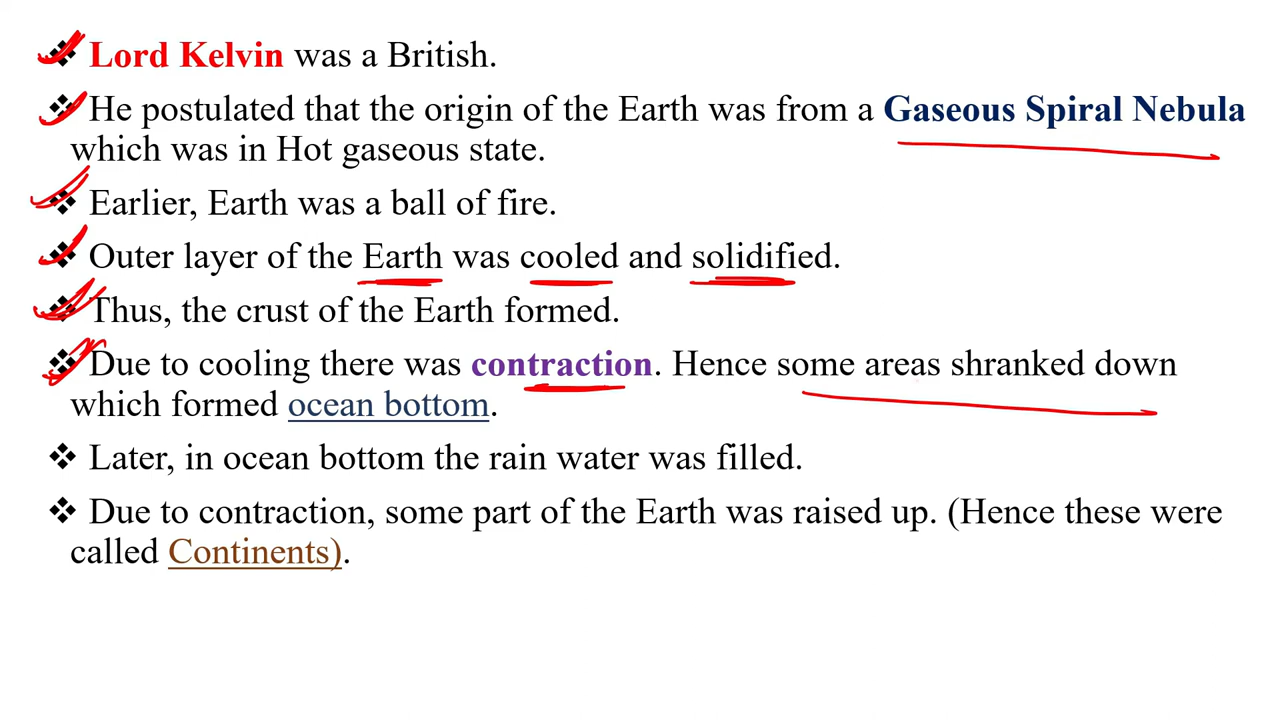 ❖ Lord Kelvin was a British.
❖ He postulated that the origin of the Earth was from a Gaseous Spiral Nebula
which was in Hot gaseous state.
❖ Earlier, Earth was a ball of fire.
❖ Outer layer of the Earth was cooled and solidified.
❖ Thus, the crust of the Earth formed.
❖ Due to cooling there was contraction. Hence some areas shranked down
which formed ocean bottom.
❖ Later, in ocean bottom the rain water was filled.
❖ Due to contraction, some part of the Earth was raised up. (Hence these were
called Continents).